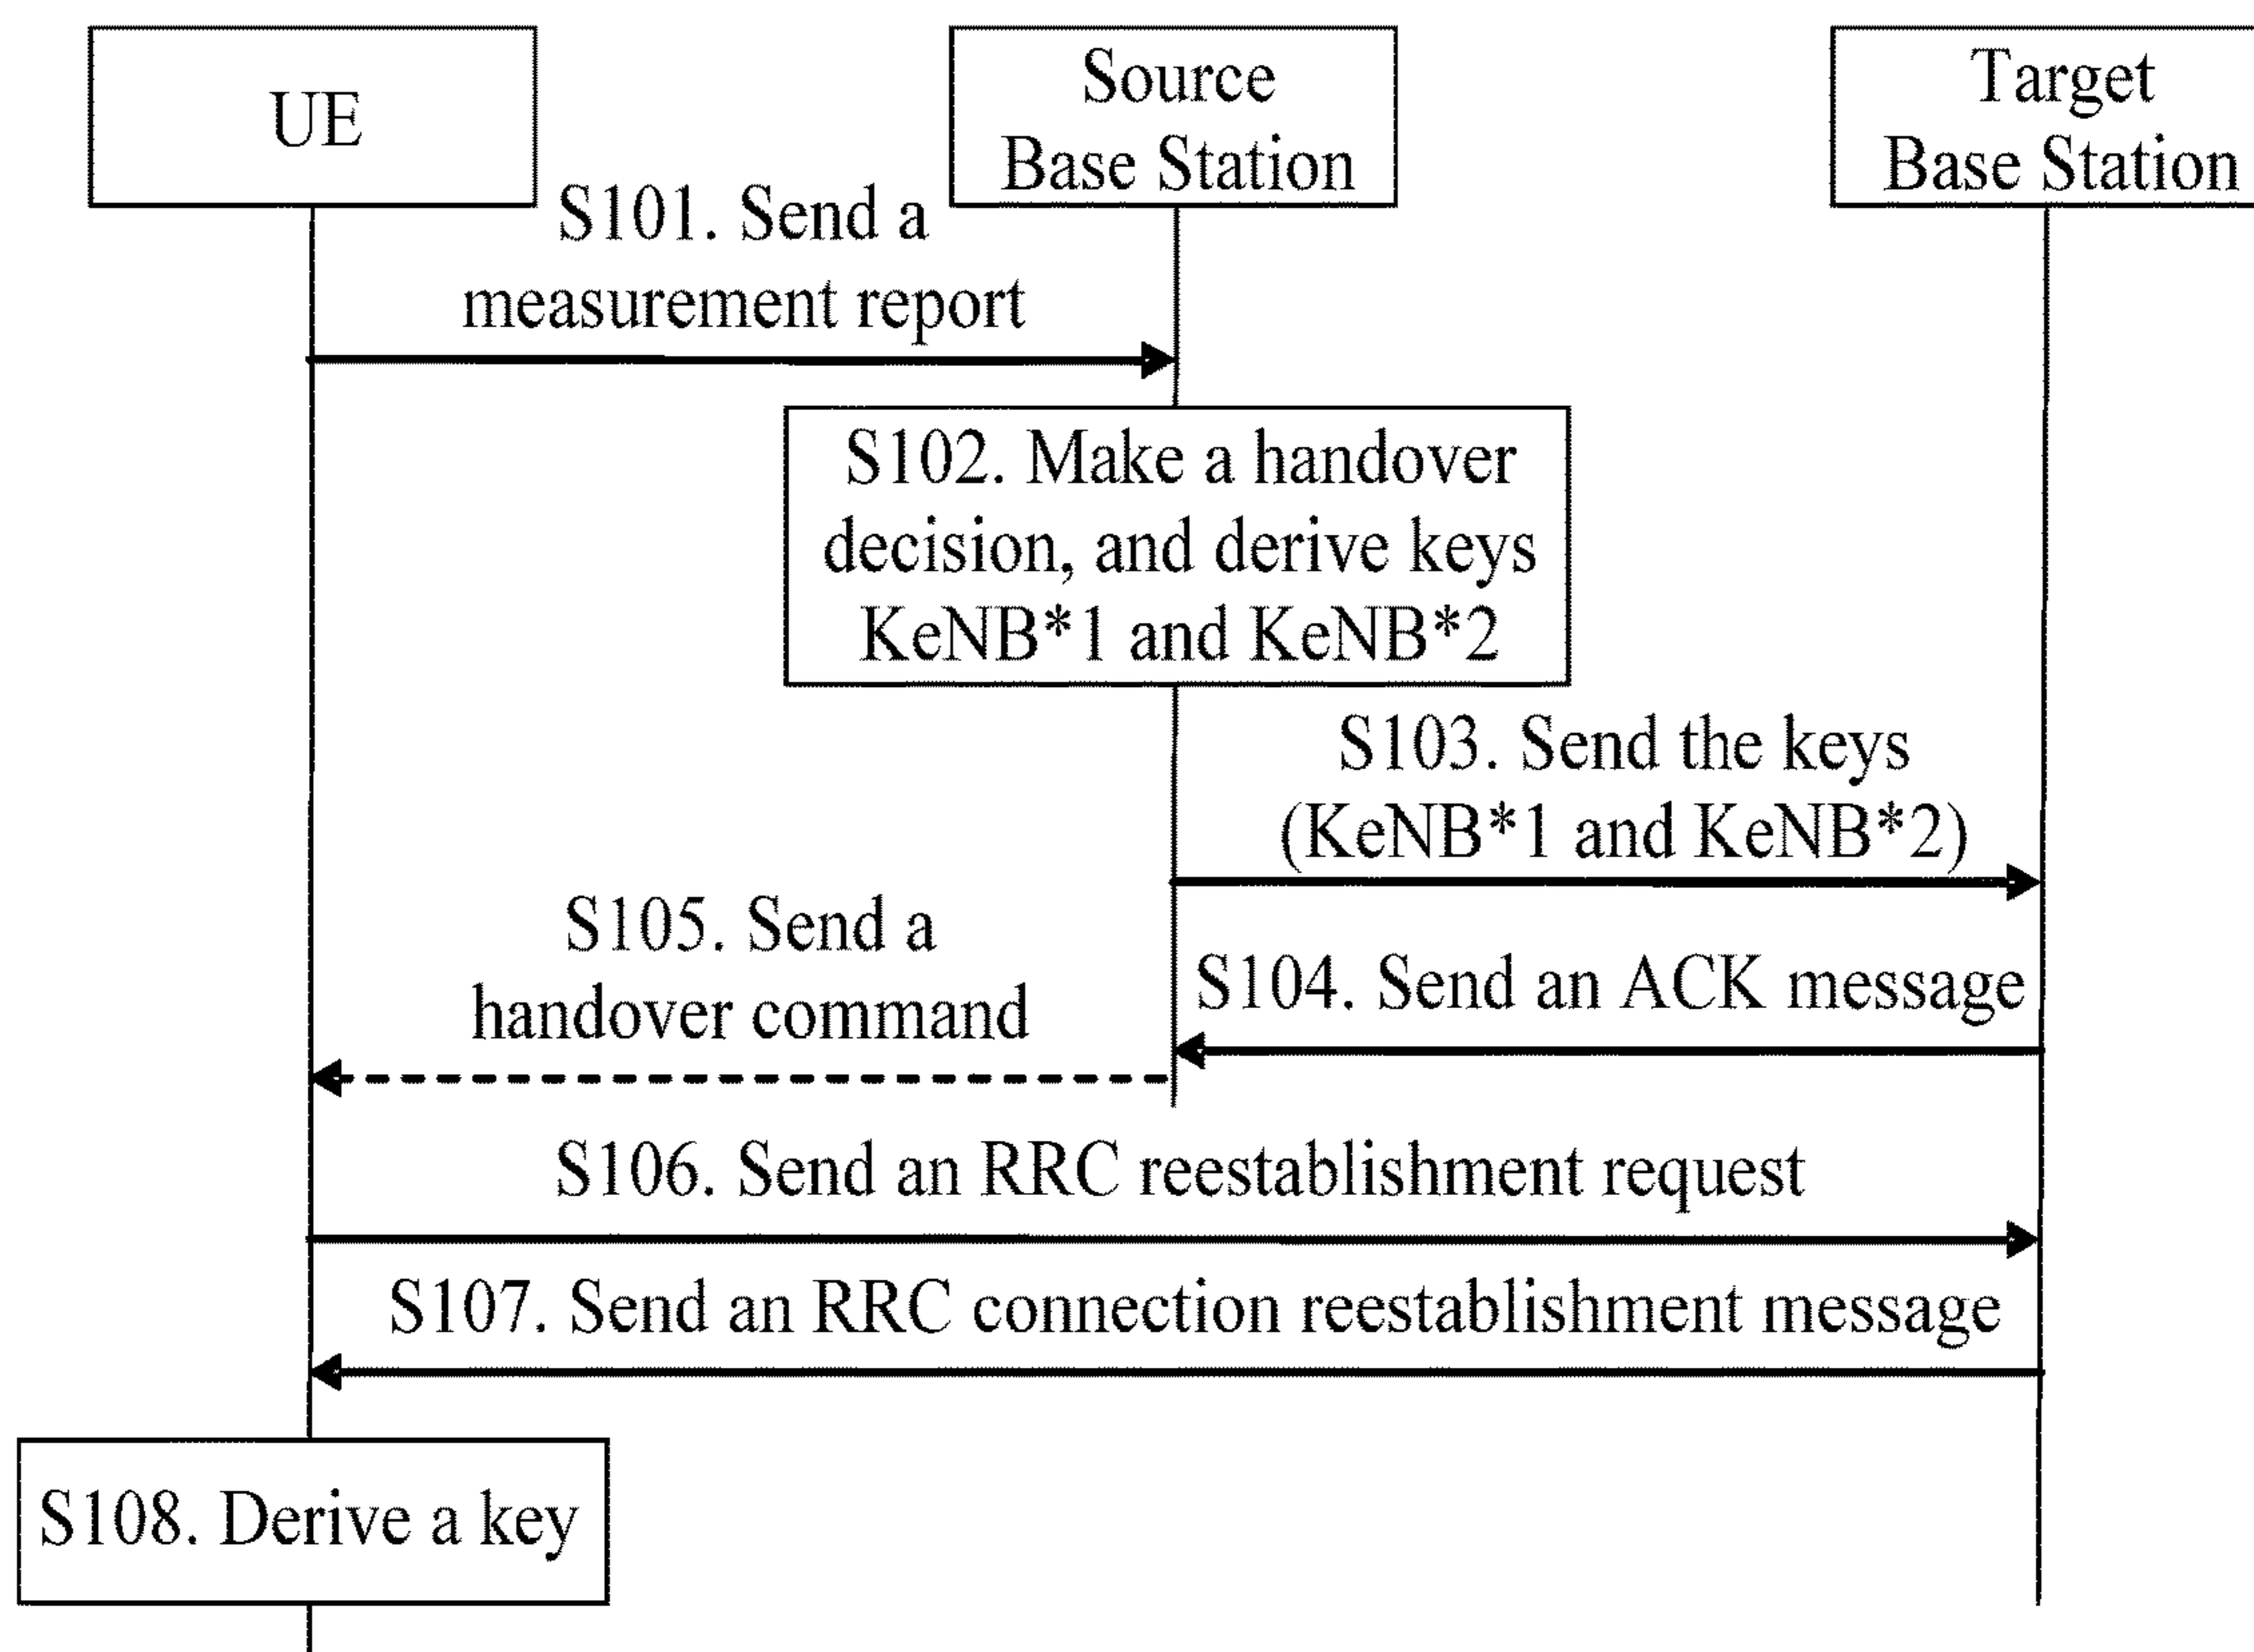 UE
Source
Base Station
Target
Base Station
S101. Send a
measurement report
S102. Make a handover
decision, and derive keys
KeNB*1 and KeNB*2
S103. Send the keys
(KeNB*1 and KeNB*2)
S104. Send an ACK message
S105. Send a
handover command
S106. Send an RRC reestablishment request
S107. Send an RRC connection reestablishment message
S108. Derive a key